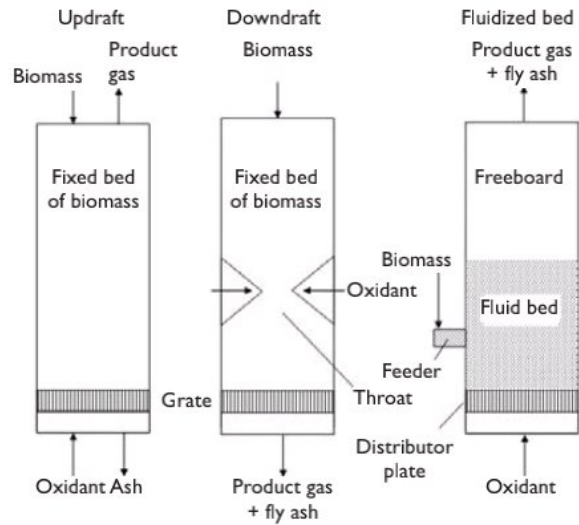 Updraft
Product
gas
Biomass
Fixed bed
of biomass
Grate
Oxidant Ash
Downdraft
Biomass
Fixed bed
of biomass
Oxidant
Throat
Product gas
+ fly ash
Fluidized bed
Product gas
+ fly ash
Freeboard
Biomass
Fluid bed
Feeder
Distributor
plate
Oxidant